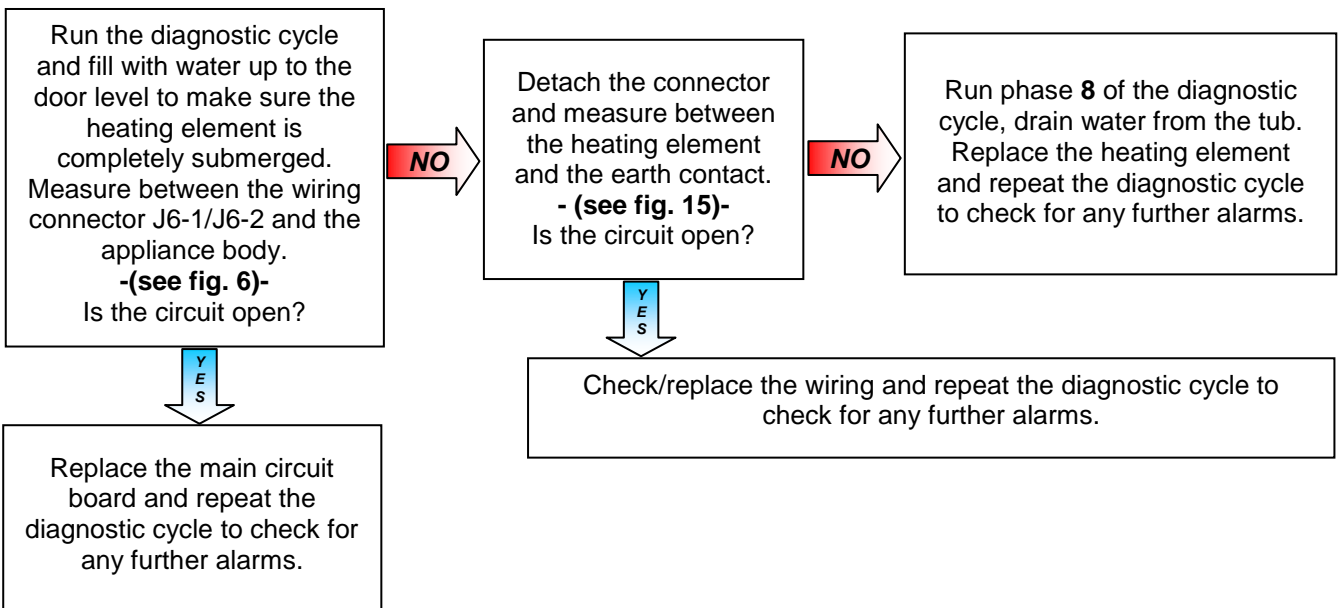 Run the diagnostic cycle
and fill with water up to the
door level to make sure the
heating element is
completely submerged.
Measure between the wiring
connector J6-1/J6-2 and the
appliance body.
-(see fig. 6)-
Is the circuit open?
NO
Detach the connector
and measure between
the heating element
and the earth contact.
- (see fig. 15)-
Is the circuit open?
NO
Run phase 8 of the diagnostic
cycle, drain water from the tub.
Replace the heating element
and repeat the diagnostic cycle
to check for any further alarms.
YES
Check/replace the wiring and repeat the diagnostic cycle to
check for any further alarms.
YES
Replace the main circuit
board and repeat the
diagnostic cycle to check for
any further alarms.